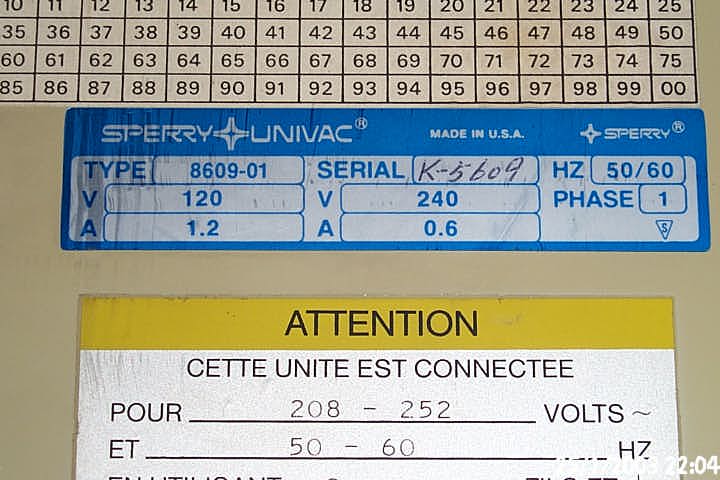 10 11 12 13 14 15 16 17 18 19 20 21 22 23 24 25
35 36 37 38 39 40 41 42 43 44 45 46 47 48 49 50
60 61 62 63 64 65 66 67 68 69 70 71 72 73 74 75
85 86 87 88 89 90 91 92 93 94 95 96 97 98 99 00
SPERRY UNIVAC® MADE IN U.S.A. SPERRY®
TYPE 8609-01 SERIAL K-5609 HZ 50/60
V 120 V 240 PHASE 1
A 1.2 A 0.6 S
ATTENTION
CETTE UNITE EST CONNECTEE
POUR 208 - 252 VOLTS ~
ET 50 - 60 HZ
EN UTILISANT FILS ET
2003 22:04